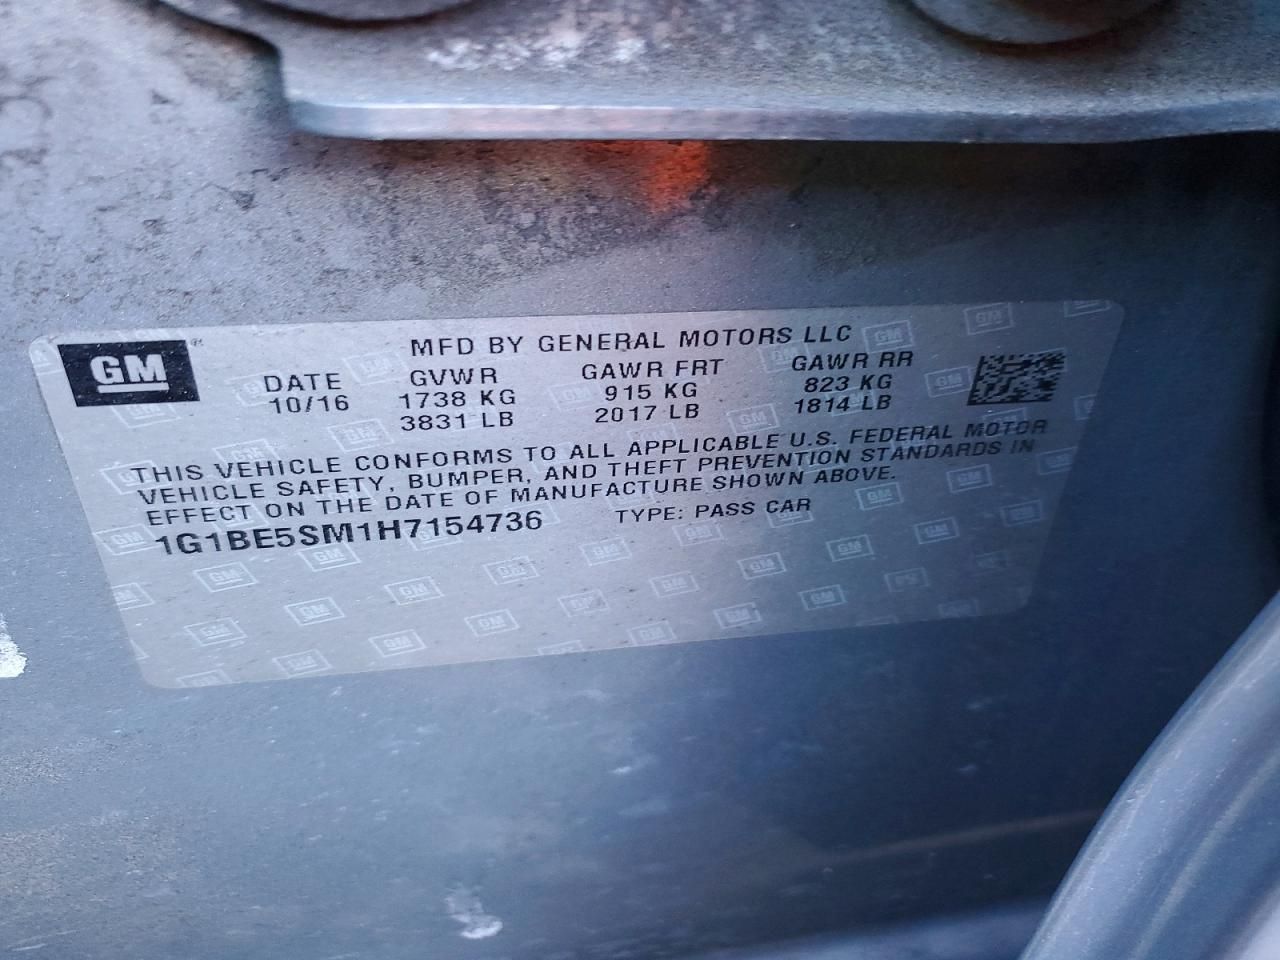 GM
MFD BY GENERAL MOTORS LLC
DATE GVWR GAWR FRT GAWR RR
10/16 1738 KG 915 KG 823 KG
3831 LB 2017 LB 1814 LB
THIS VEHICLE CONFORMS TO ALL APPLICABLE U.S. FEDERAL MOTOR
VEHICLE SAFETY, BUMPER, AND THEFT PREVENTION STANDARDS IN
EFFECT ON THE DATE OF MANUFACTURE SHOWN ABOVE.
1G1BE5SM1H7154736 TYPE: PASS CAR